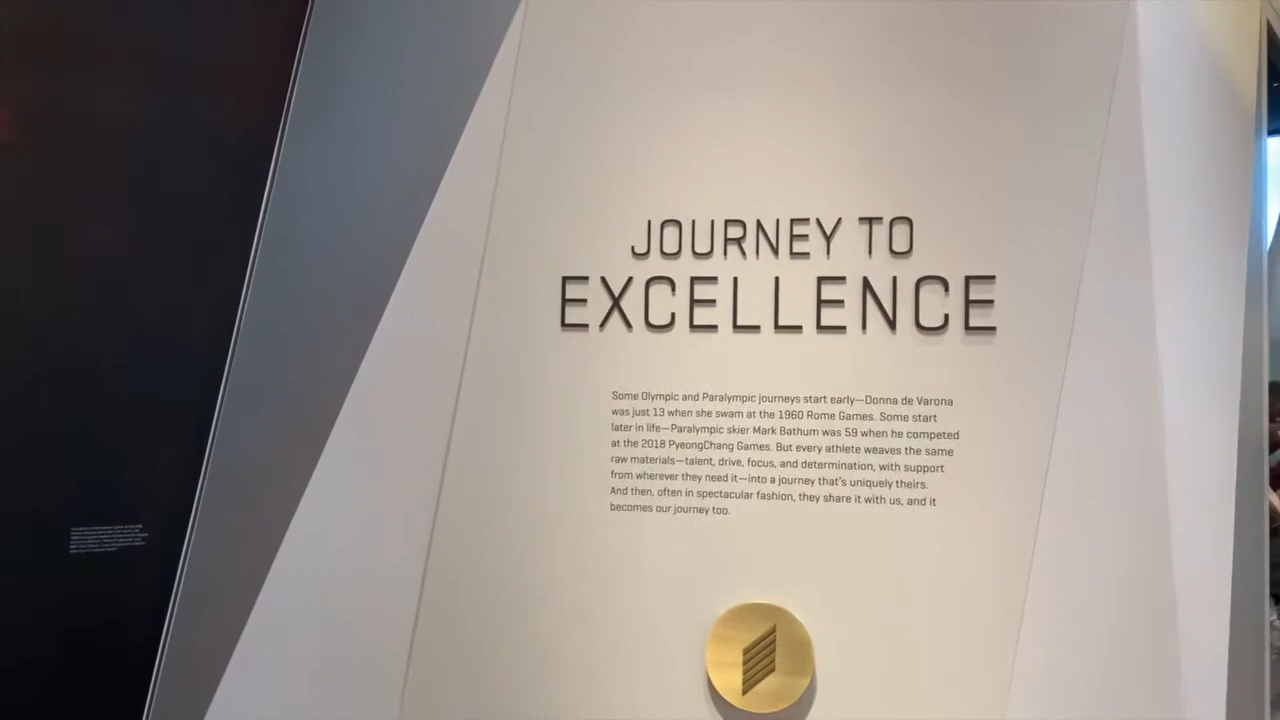 JOURNEY TO
EXCELLENCE
Some Olympic and Paralympic journeys start early—Donna de Varona
was just 13 when she swam at the 1960 Rome Games. Some start
later in life—Paralympic skier Mark Bathum was 59 when he competed
at the 2018 PyeongChang Games. But every athlete weaves the same
raw materials—talent, drive, focus, and determination, with support
from wherever they need it—into a journey that's uniquely theirs.
And then, often in spectacular fashion, they share it with us, and it
becomes our journey too.